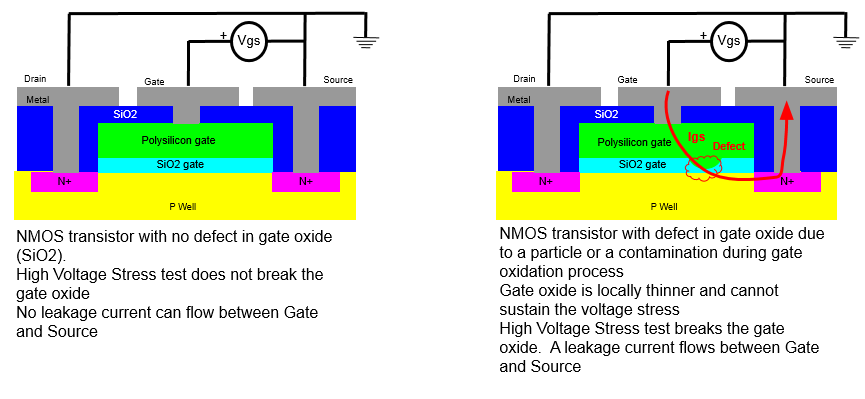 +
Vgs
Drain
Gate
Source
Metal
SiO2
Polysilicon gate
SiO2 gate
N+
N+
P Well
NMOS transistor with no defect in gate oxide
(SiO2).
High Voltage Stress test does not break the
gate oxide
No leakage current can flow between Gate
and Source
+
Vgs
Drain
Gate
Source
Metal
SiO2
Igs
Polysilicon gate
Defect
SiO2 gate
N+
N+
P Well
NMOS transistor with defect in gate oxide due
to a particle or a contamination during gate
oxidation process
Gate oxide is locally thinner and cannot
sustain the voltage stress
High Voltage Stress test breaks the gate
oxide.  A leakage current flows between Gate
and Source